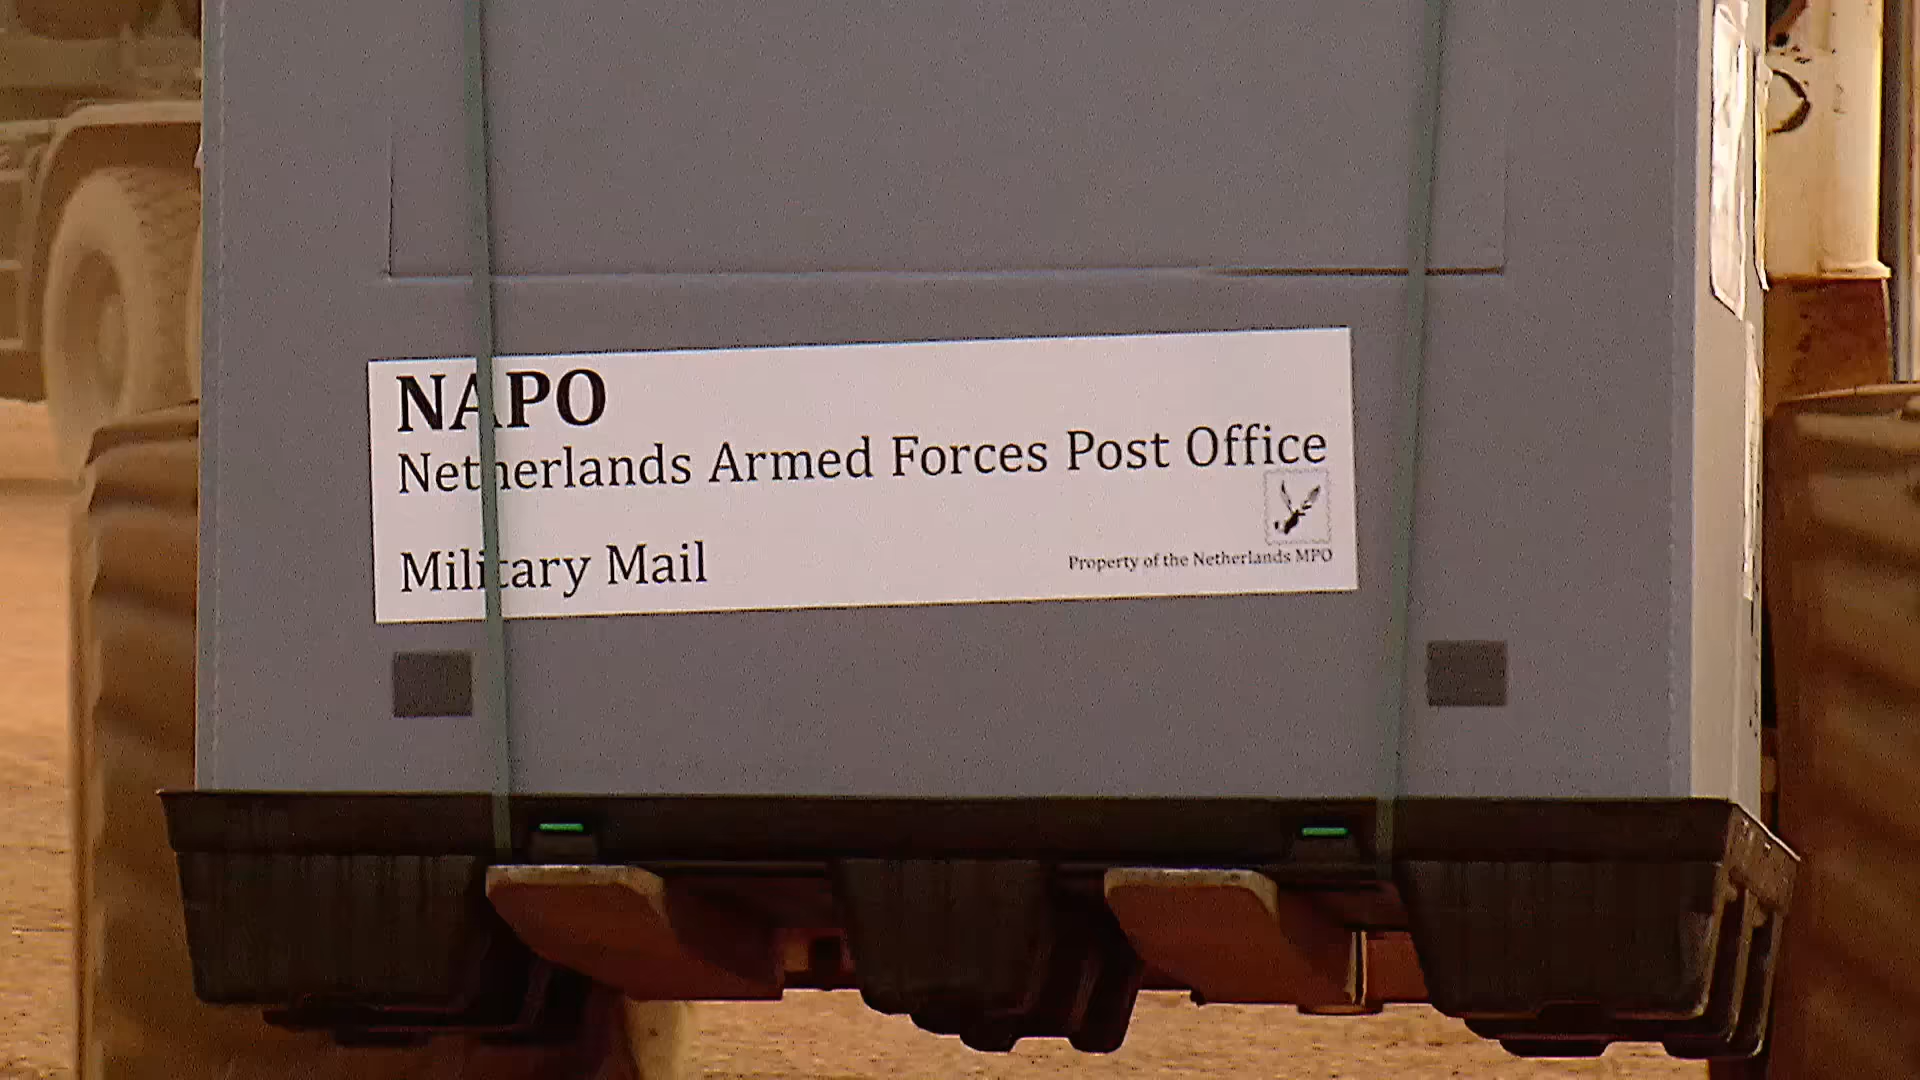 NAPO
Netherlands Armed Forces Post Office
Military Mail
Property of the Netherlands MPO